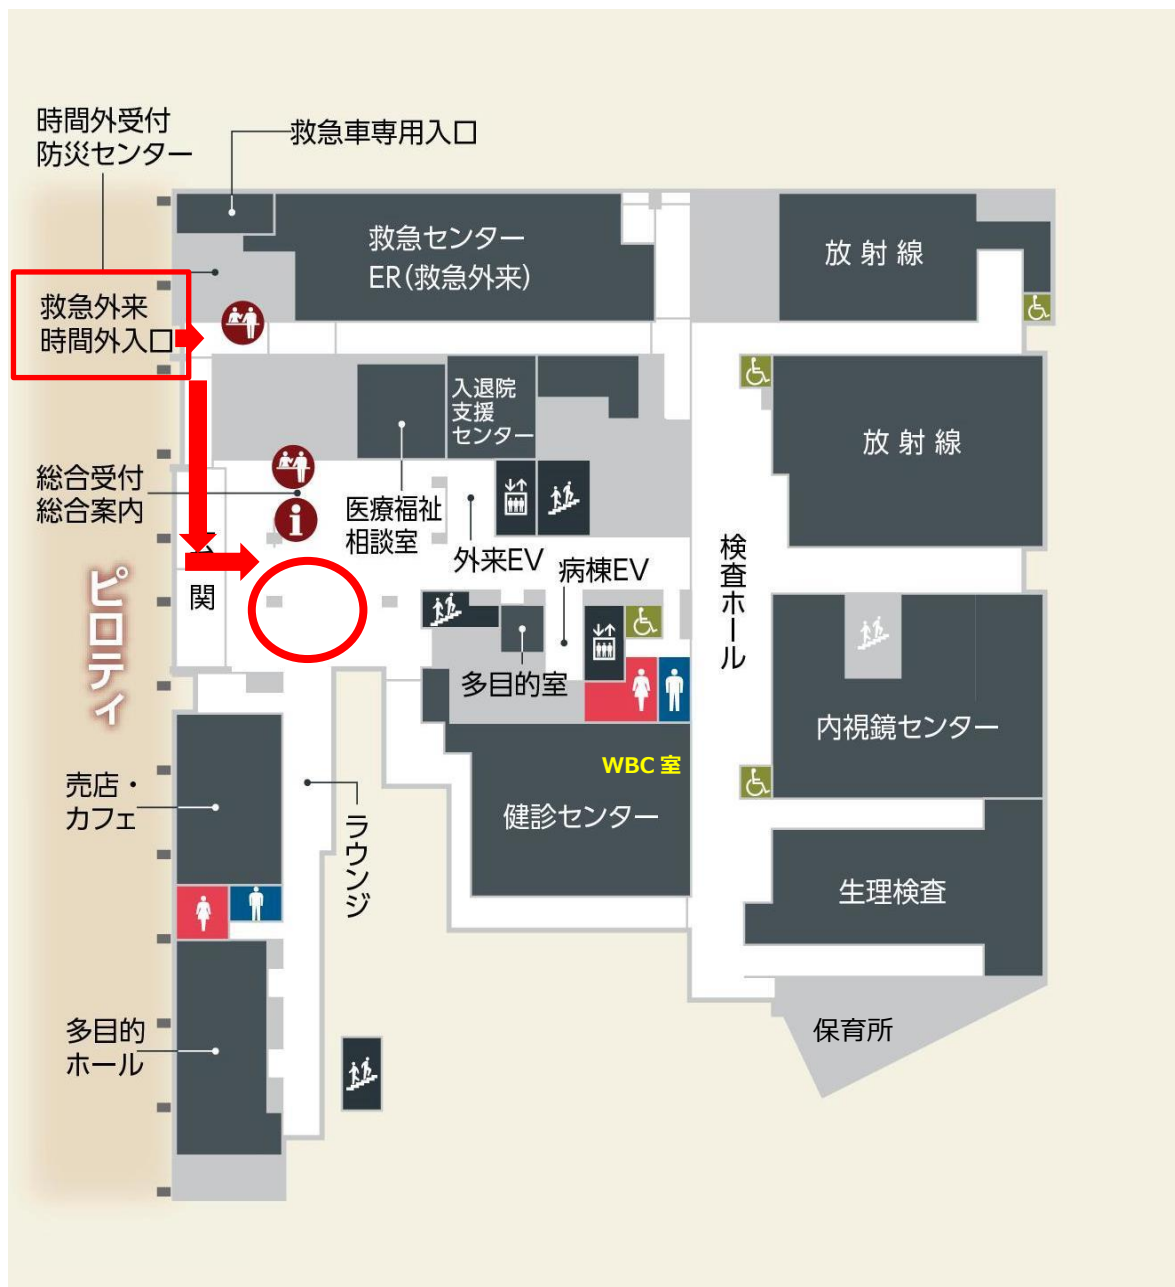 時間外受付
防災センター
救急車専用入口
救急センター
ER(救急外来)
放射線
救急外来
時間外入口
入退院
支援
センター
放射線
総合受付
総合案内
医療福祉
相談室
外来EV
病棟EV
検査ホール
関
ピロティ
多目的室
内視鏡センター
WBC 室
健診センター
売店・
カフェ
ラウンジ
生理検査
多目的
ホール
保育所